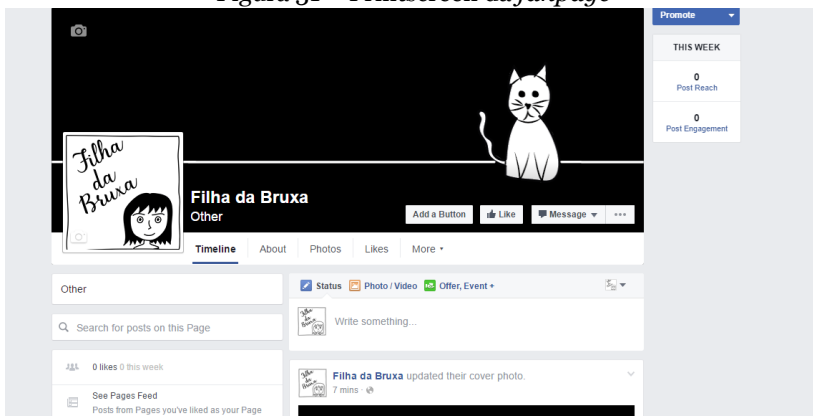 Figura 31 – Printscreen da fanpage
Promote
THIS WEEK
0
Post Reach
0
Post Engagement
Filha
da
Bruxa
Filha da Bruxa
Other
Add a Button
Like
Message
Timeline
About
Photos
Likes
More
Other
Search for posts on this Page
0 likes 0 this week
See Pages Feed
Posts from Pages you've liked as your Page
Status
Photo / Video
Offer, Event +
Write something...
Filha da Bruxa updated their cover photo.
7 mins ·